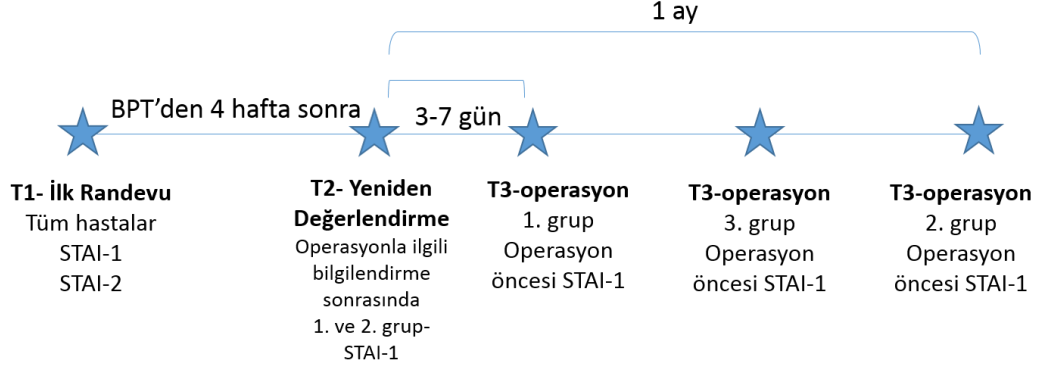 1 ay
BPT’den 4 hafta sonra
3-7 gün
T1- İlk Randevu
Tüm hastalar
STAI-1
STAI-2
T2- Yeniden
Değerlendirme
Operasyonla ilgili
bilgilendirme
sonrasında
1. ve 2. grup-
STAI-1
T3-operasyon
1. grup
Operasyon
öncesi STAI-1
T3-operasyon
3. grup
Operasyon
öncesi STAI-1
T3-operasyon
2. grup
Operasyon
öncesi STAI-1